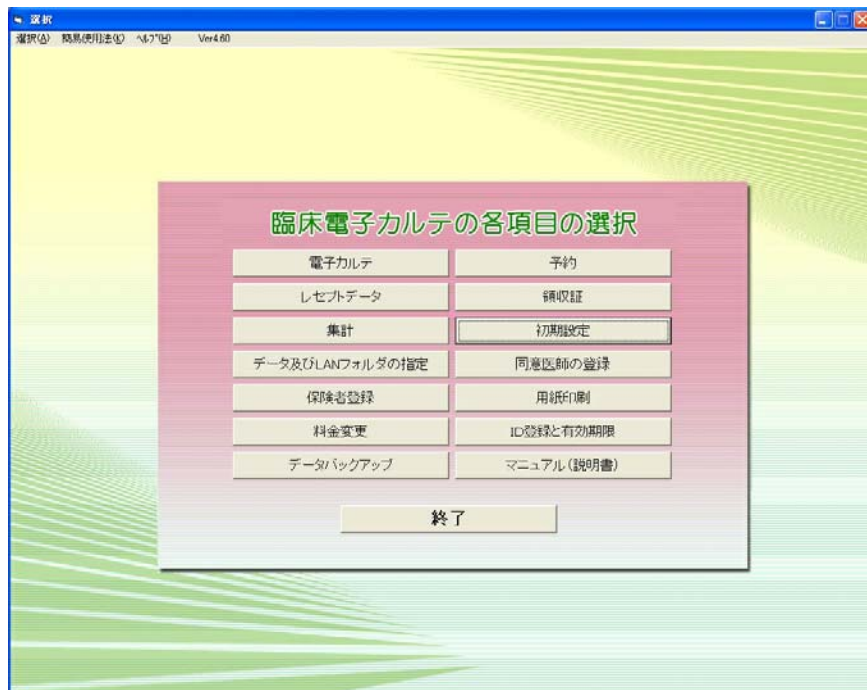 選択
選択(A) 簡易使用法(K) ヘルプ(H) Ver4.60
臨床電子カルテの各項目の選択
電子カルテ 予約
レセプトデータ 領収証
集計 初期設定
データ及びLANフォルダの指定 同意医師の登録
保険者登録 用紙印刷
料金変更 ID登録と有効期限
データバックアップ マニュアル(説明書)
終了